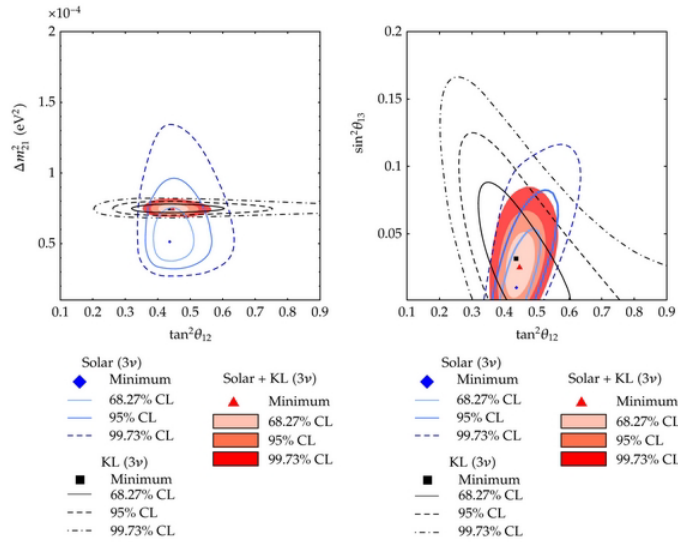 ×10⁻⁴
2
1.5
1
0.5
Δm²₂₁ (eV²)
0.1 0.2 0.3 0.4 0.5 0.6 0.7 0.8 0.9
tan²θ₁₂
0.2
0.15
0.1
0.05
sin²θ₁₃
0.1 0.2 0.3 0.4 0.5 0.6 0.7 0.8 0.9
tan²θ₁₂
Solar (3ν)
Minimum
68.27% CL
95% CL
99.73% CL
KL (3ν)
Minimum
68.27% CL
95% CL
99.73% CL
Solar + KL (3ν)
Minimum
68.27% CL
95% CL
99.73% CL
Solar (3ν)
Minimum
68.27% CL
95% CL
99.73% CL
KL (3ν)
Minimum
68.27% CL
95% CL
99.73% CL
Solar + KL (3ν)
Minimum
68.27% CL
95% CL
99.73% CL